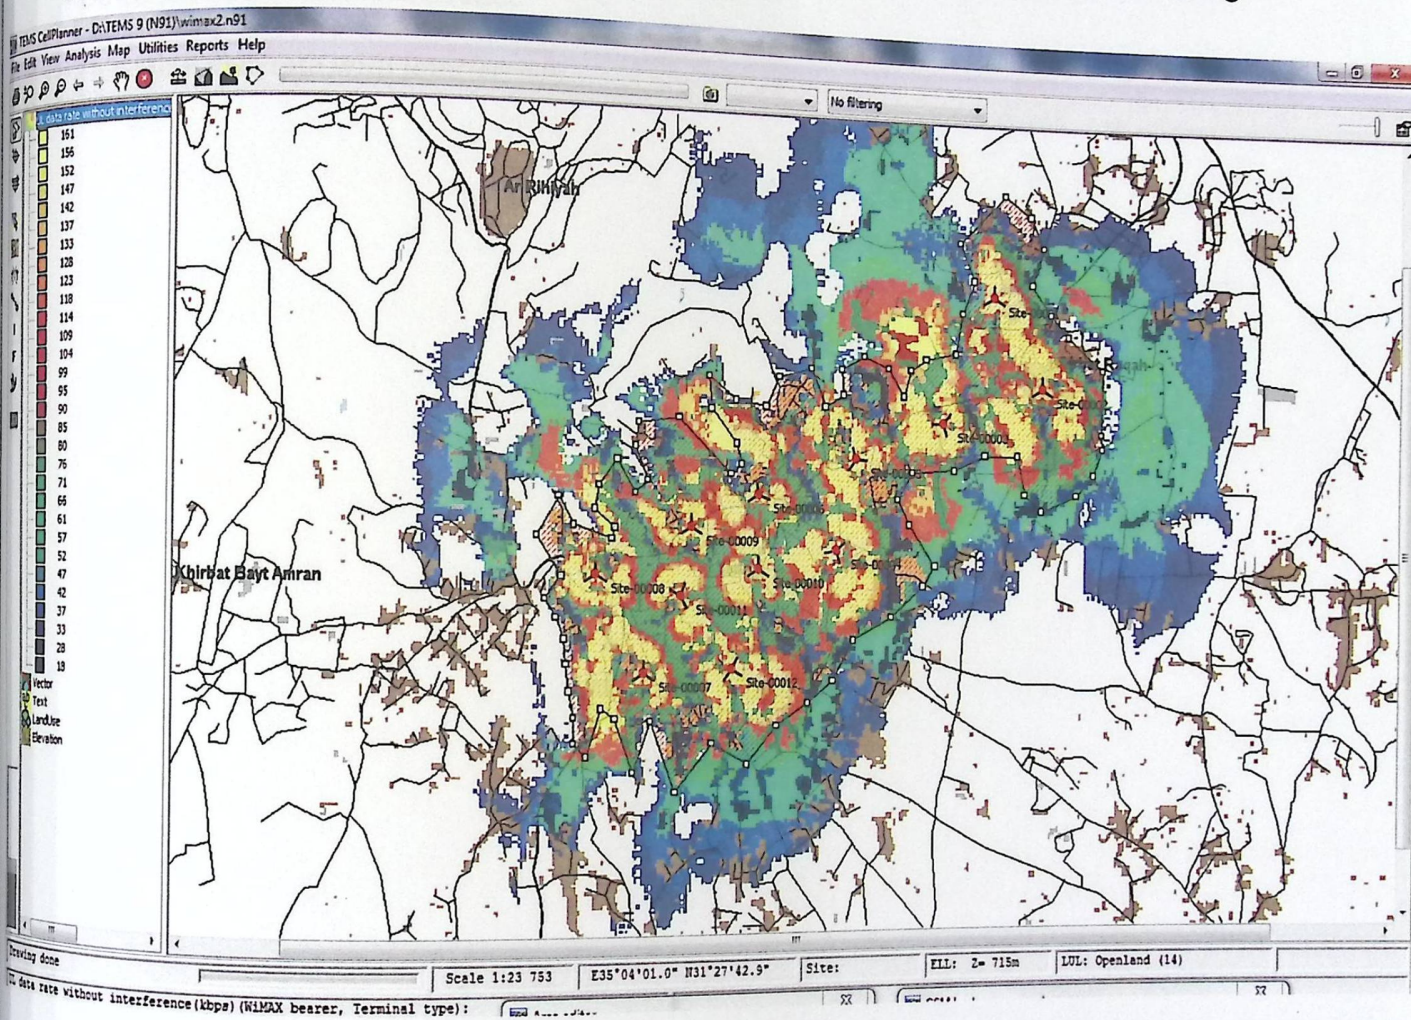 TEMS CellPlanner - D:\TEMS 9 (N91)\wimax2.n91
File Edit View Analysis Map Utilities Reports Help
No filtering
data rate without interferenc
161
156
152
147
142
137
133
128
123
118
114
109
104
99
95
90
85
80
76
71
66
61
57
52
47
42
37
33
28
19
Vector
Text
LandUse
Elevation
Ar Rihiyah
Khirbat Bayt Amran
Site-00009
Site-00010
Site-00008
Site-00011
Site-00007
Site-00012
Drawing done
Scale 1:23 753
E35°04'01.0" N31°27'42.9"
Site:
ELL: Z= 715m
LUL: Openland (14)
data rate without interference(kbps) (WiMAX bearer, Terminal type):